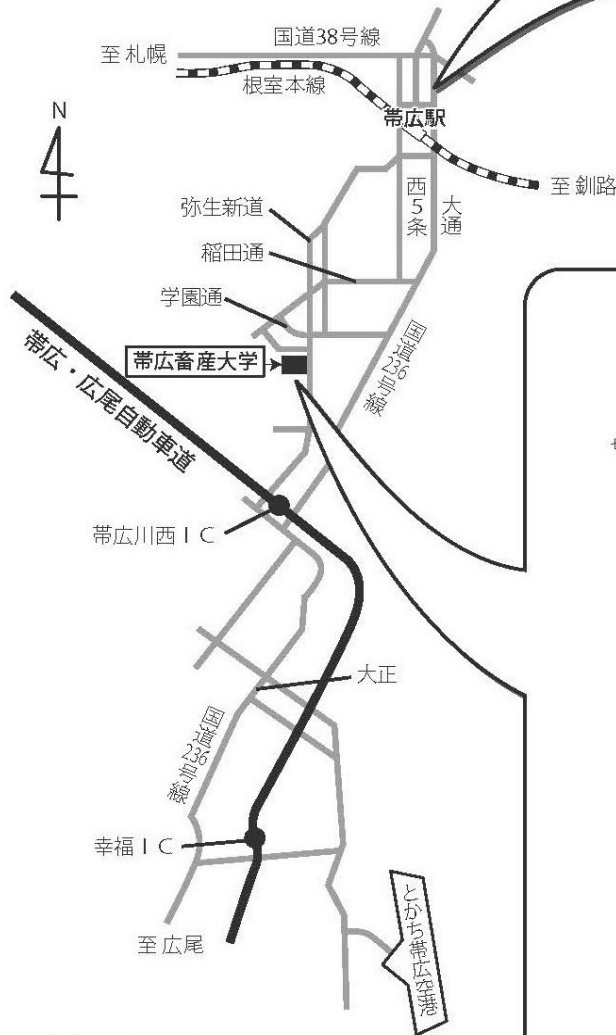 国道38号線
至 札幌
根室本線
N
帯広駅
至 釧路
西5条
大通
弥生新道
稲田通
学園通
国道236号線
帯広畜産大学
帯広・広尾自動車道
帯広川西ＩＣ
大正
国道236号線
幸福ＩＣ
至 広尾
とかち帯広空港